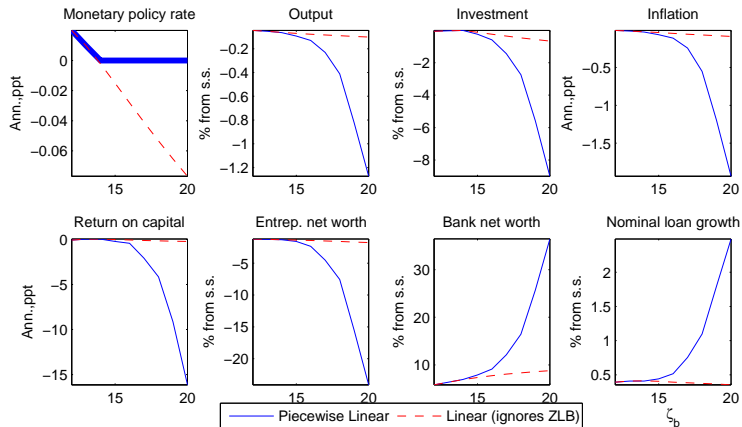 Monetary policy rate
Output
Investment
Inflation
Ann.,ppt
0
−0.02
−0.04
−0.06
15
20
% from s.s.
−0.2
−0.4
−0.6
−0.8
−1
−1.2
15
20
% from s.s.
−2
−4
−6
−8
15
20
Ann.,ppt
−0.5
−1
−1.5
15
20
Return on capital
Entrep. net worth
Bank net worth
Nominal loan growth
Ann.,ppt
0
−5
−10
−15
15
20
% from s.s.
−5
−10
−15
−20
15
20
% from s.s.
30
20
10
15
20
% from s.s.
2
1.5
1
0.5
15
20
ζb
Piecewise Linear
Linear (ignores ZLB)